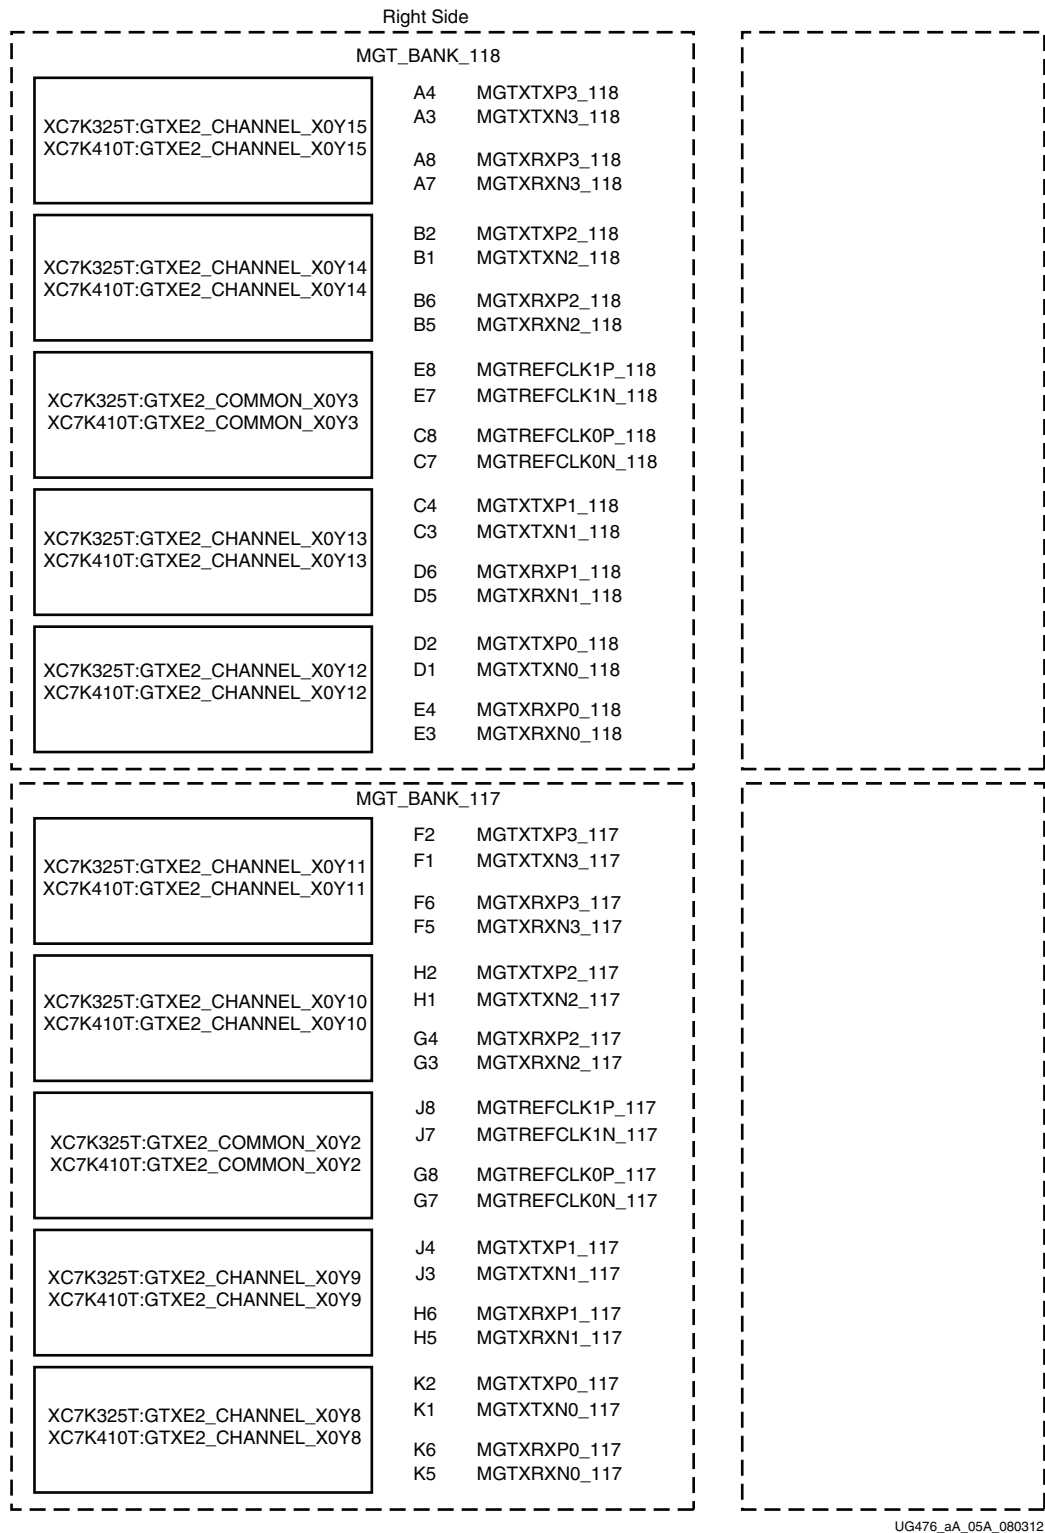 Right Side
MGT_BANK_118
XC7K325T:GTXE2_CHANNEL_X0Y15
XC7K410T:GTXE2_CHANNEL_X0Y15
A4 MGTXTXP3_118
A3 MGTXTXN3_118
A8 MGTXRXP3_118
A7 MGTXRXN3_118
XC7K325T:GTXE2_CHANNEL_X0Y14
XC7K410T:GTXE2_CHANNEL_X0Y14
B2 MGTXTXP2_118
B1 MGTXTXN2_118
B6 MGTXRXP2_118
B5 MGTXRXN2_118
XC7K325T:GTXE2_COMMON_X0Y3
XC7K410T:GTXE2_COMMON_X0Y3
E8 MGTREFCLK1P_118
E7 MGTREFCLK1N_118
C8 MGTREFCLK0P_118
C7 MGTREFCLK0N_118
XC7K325T:GTXE2_CHANNEL_X0Y13
XC7K410T:GTXE2_CHANNEL_X0Y13
C4 MGTXTXP1_118
C3 MGTXTXN1_118
D6 MGTXRXP1_118
D5 MGTXRXN1_118
XC7K325T:GTXE2_CHANNEL_X0Y12
XC7K410T:GTXE2_CHANNEL_X0Y12
D2 MGTXTXP0_118
D1 MGTXTXN0_118
E4 MGTXRXP0_118
E3 MGTXRXN0_118
MGT_BANK_117
XC7K325T:GTXE2_CHANNEL_X0Y11
XC7K410T:GTXE2_CHANNEL_X0Y11
F2 MGTXTXP3_117
F1 MGTXTXN3_117
F6 MGTXRXP3_117
F5 MGTXRXN3_117
XC7K325T:GTXE2_CHANNEL_X0Y10
XC7K410T:GTXE2_CHANNEL_X0Y10
H2 MGTXTXP2_117
H1 MGTXTXN2_117
G4 MGTXRXP2_117
G3 MGTXRXN2_117
XC7K325T:GTXE2_COMMON_X0Y2
XC7K410T:GTXE2_COMMON_X0Y2
J8 MGTREFCLK1P_117
J7 MGTREFCLK1N_117
G8 MGTREFCLK0P_117
G7 MGTREFCLK0N_117
XC7K325T:GTXE2_CHANNEL_X0Y9
XC7K410T:GTXE2_CHANNEL_X0Y9
J4 MGTXTXP1_117
J3 MGTXTXN1_117
H6 MGTXRXP1_117
H5 MGTXRXN1_117
XC7K325T:GTXE2_CHANNEL_X0Y8
XC7K410T:GTXE2_CHANNEL_X0Y8
K2 MGTXTXP0_117
K1 MGTXTXN0_117
K6 MGTXRXP0_117
K5 MGTXRXN0_117
UG476_aA_05A_080312